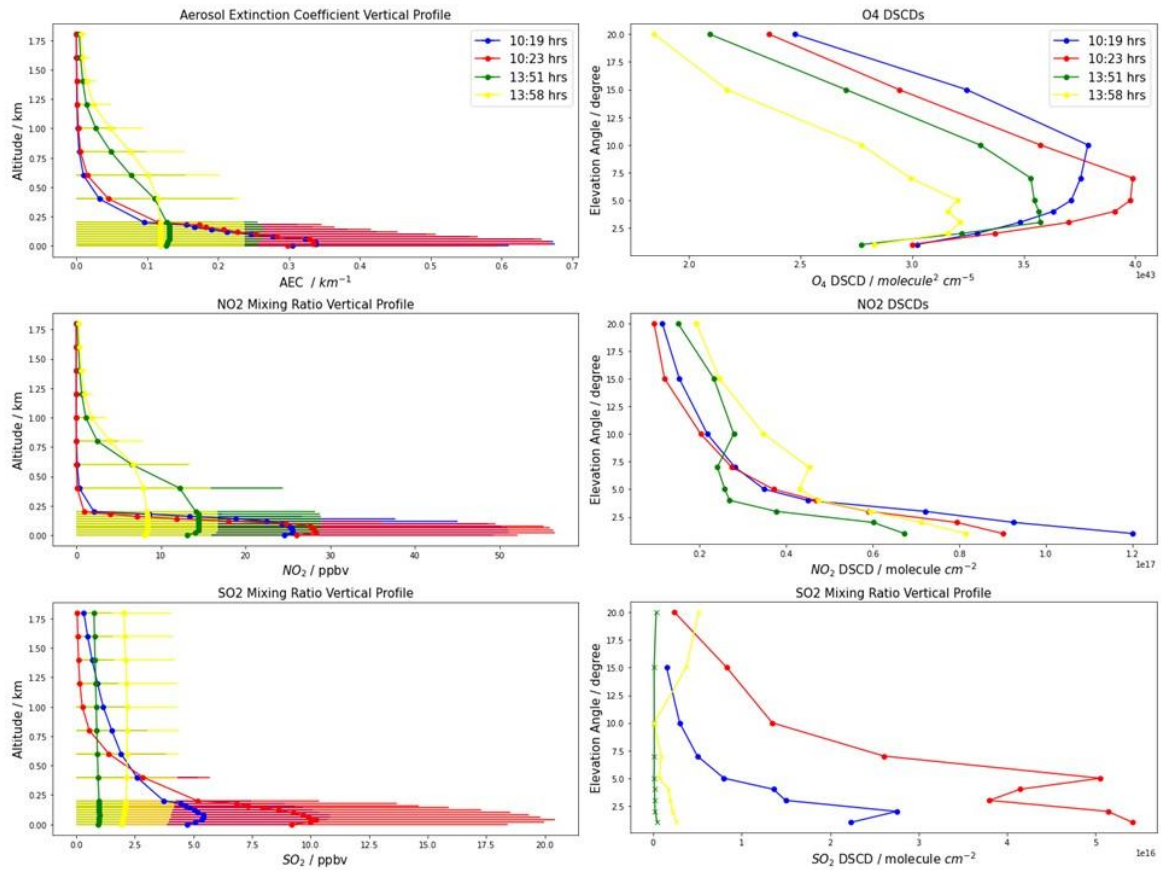 Aerosol Extinction Coefficient Vertical Profile
Altitude / km
1.75
1.50
1.25
1.00
0.75
0.50
0.25
0.00
10:19 hrs
10:23 hrs
13:51 hrs
13:58 hrs
0.0 0.1 0.2 0.3 0.4 0.5 0.6 0.7
AEC / km⁻¹
O4 DSCDs
Elevation Angle / degree
20.0
17.5
15.0
12.5
10.0
7.5
5.0
2.5
10:19 hrs
10:23 hrs
13:51 hrs
13:58 hrs
2.0 2.5 3.0 3.5 4.0
1e43
O₄ DSCD / molecule² cm⁻⁵
NO2 Mixing Ratio Vertical Profile
Altitude / km
1.75
1.50
1.25
1.00
0.75
0.50
0.25
0.00
0 10 20 30 40 50
NO₂ / ppbv
NO2 DSCDs
Elevation Angle / degree
20.0
17.5
15.0
12.5
10.0
7.5
5.0
2.5
0.2 0.4 0.6 0.8 1.0 1.2
1e17
NO₂ DSCD / molecule cm⁻²
SO2 Mixing Ratio Vertical Profile
Altitude / km
1.75
1.50
1.25
1.00
0.75
0.50
0.25
0.00
0.0 2.5 5.0 7.5 10.0 12.5 15.0 17.5 20.0
SO₂ / ppbv
SO2 Mixing Ratio Vertical Profile
Elevation Angle / degree
20.0
17.5
15.0
12.5
10.0
7.5
5.0
2.5
0 1 2 3 4 5
1e16
SO₂ DSCD / molecule cm⁻²